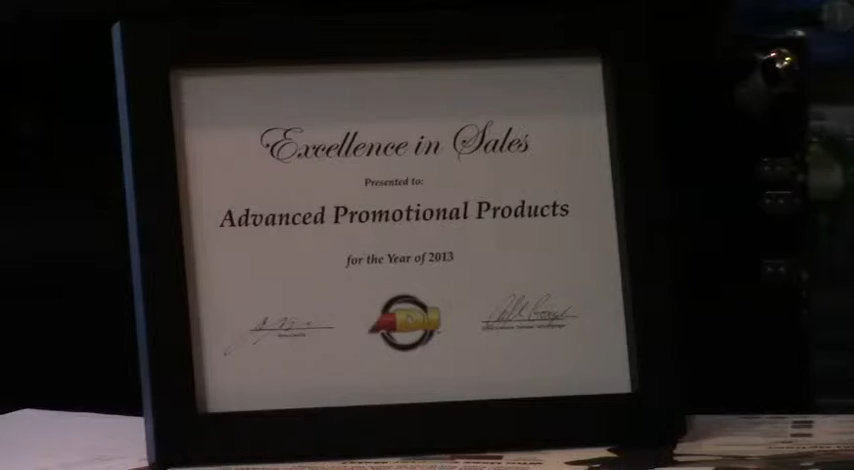 Excellence in Sales
Presented to:
Advanced Promotional Products
for the Year of 2013